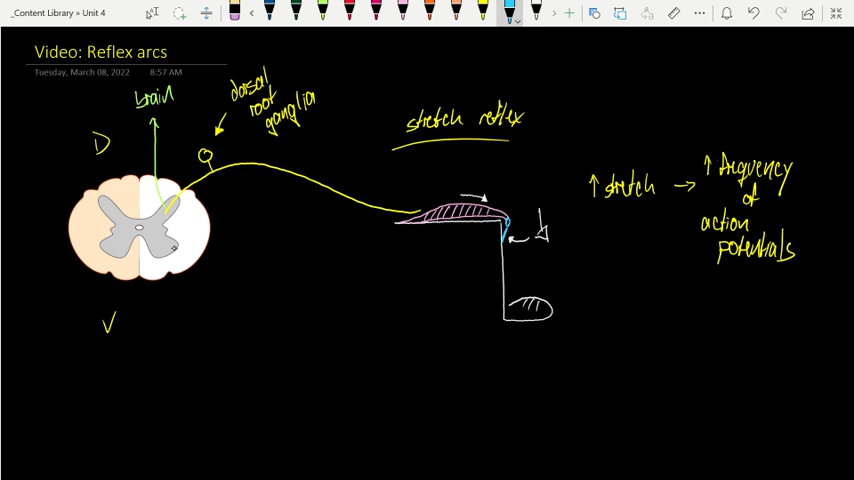 _Content Library » Unit 4
Video: Reflex arcs
Tuesday, March 08, 2022 8:57 AM
brain
dorsal
root
ganglia
D
stretch reflex
↑ stretch → ↑ frequency
of
action
potentials
V